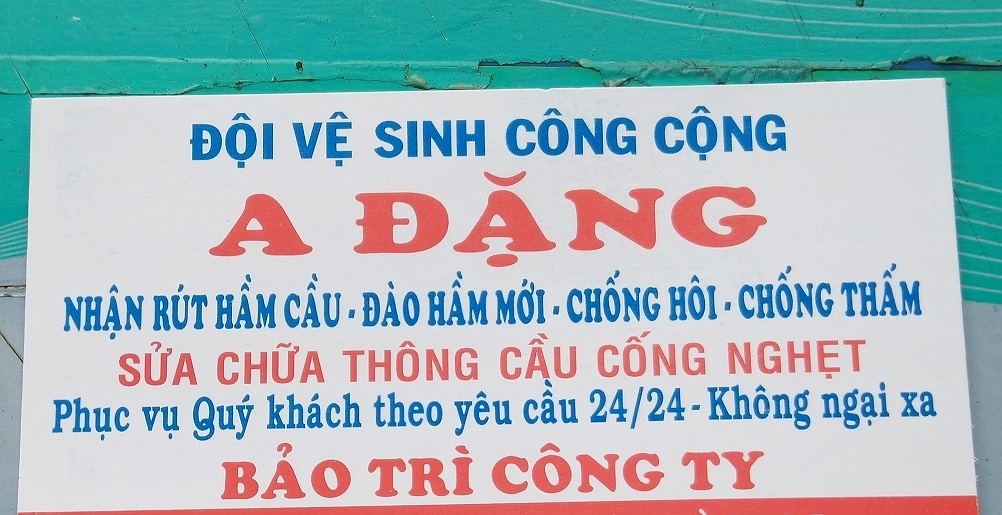 ĐỘI VỆ SINH CÔNG CỘNG
A ĐẶNG
NHẬN RÚT HẦM CẦU - ĐÀO HẦM MỚI - CHỐNG HÔI - CHỐNG THẤM
SỬA CHỮA THÔNG CẦU CỐNG NGHẸT
Phục vụ Quý khách theo yêu cầu 24/24 - Không ngại xa
BẢO TRÌ CÔNG TY